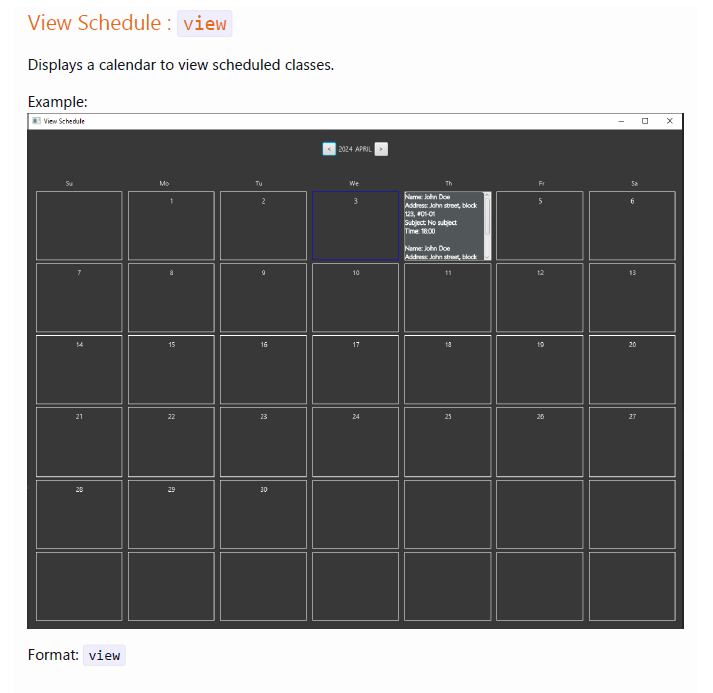 View Schedule : view
Displays a calendar to view scheduled classes.
Example:
View Schedule
< 2024 APRIL >
Su Mo Tu We Th Fr Sa
1 2 3 5 6
Name: John Doe
Address: John street, block
123, #01-01
Subject: No subject
Time: 18:00
Name: John Doe
Address: John street, block
7 8 9 10 11 12 13
14 15 16 17 18 19 20
21 22 23 24 25 26 27
28 29 30
Format: view